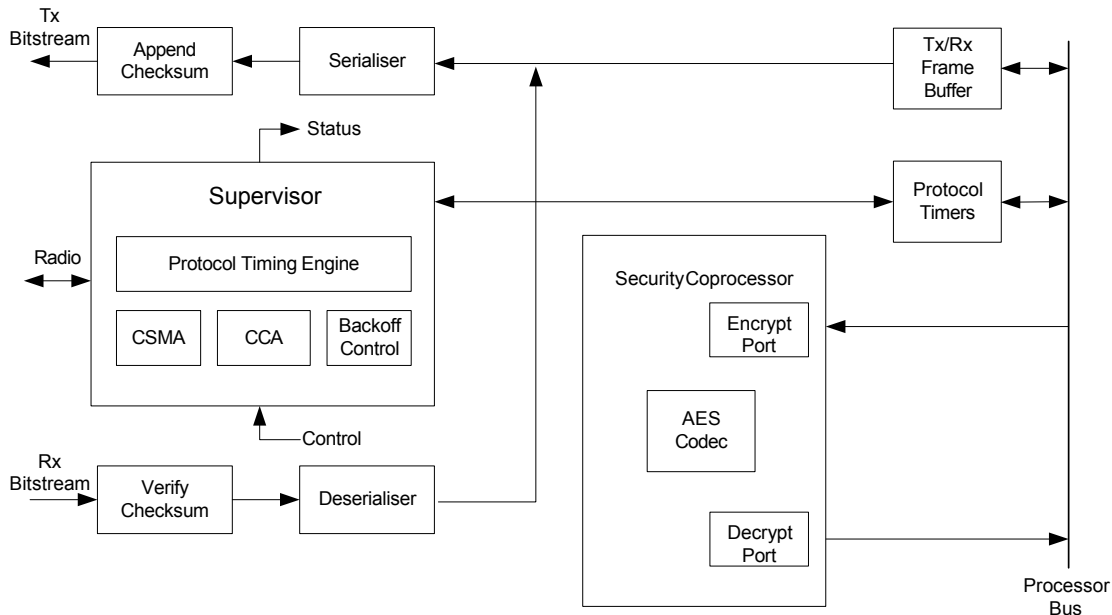 Tx
Bitstream
Append
Checksum
Serialiser
Tx/Rx
Frame
Buffer
Status
Supervisor
Protocol
Timers
Radio
Protocol Timing Engine
SecurityCoprocessor
CSMA
CCA
Backoff
Control
Encrypt
Port
AES
Codec
Control
Rx
Bitstream
Verify
Checksum
Deserialiser
Decrypt
Port
Processor
Bus